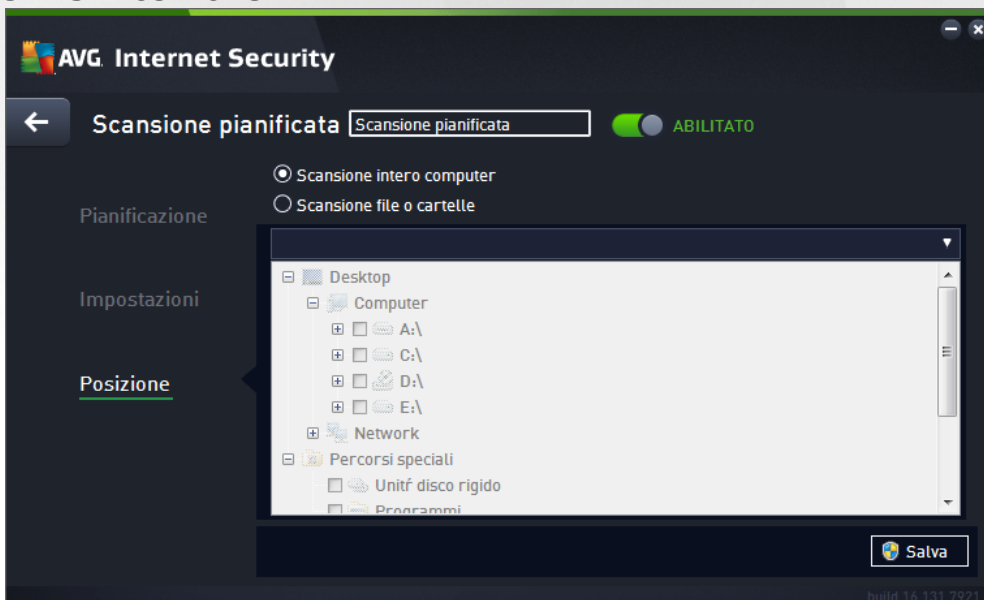 AVG Internet Security
Scansione pianificata Scansione pianificata ABILITATO
Scansione intero computer
Scansione file o cartelle
Pianificazione
Impostazioni
Posizione
Desktop
Computer
A:\
C:\
D:\
E:\
Network
Percorsi speciali
Unitŕ disco rigido
Programmi
Salva
build 16.131.7921